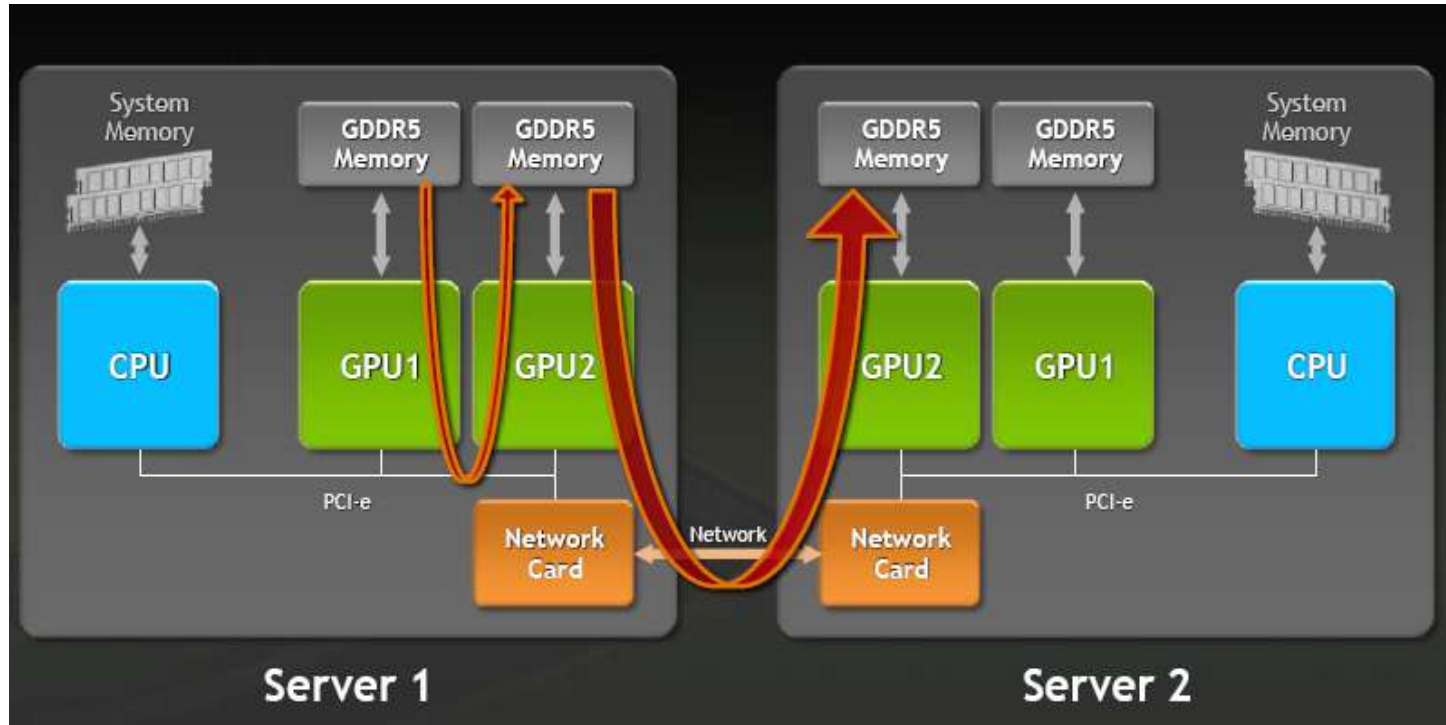 System
Memory
GDDR5
Memory
GDDR5
Memory
CPU
GPU1
GPU2
PCI-e
Network
Card
Server 1
Network
GDDR5
Memory
GDDR5
Memory
System
Memory
GPU2
GPU1
CPU
PCI-e
Network
Card
Server 2